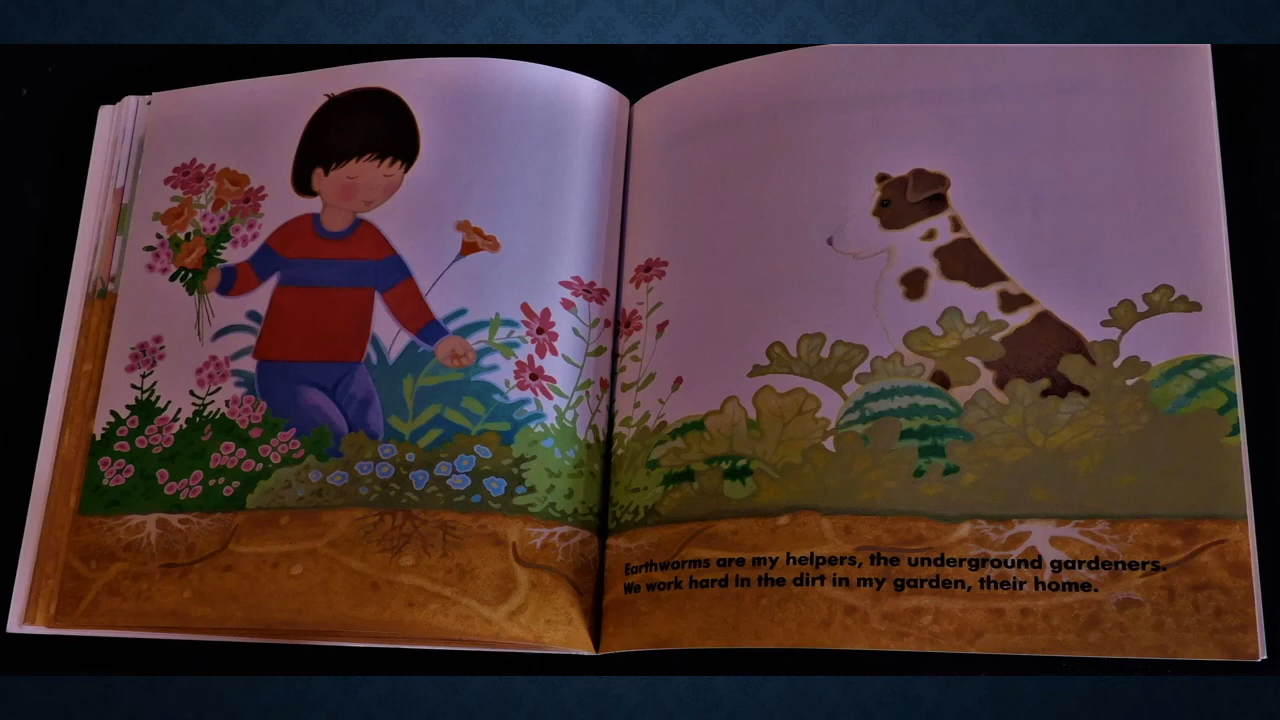 Earthworms are my helpers, the underground gardeners.
We work hard in the dirt in my garden, their home.